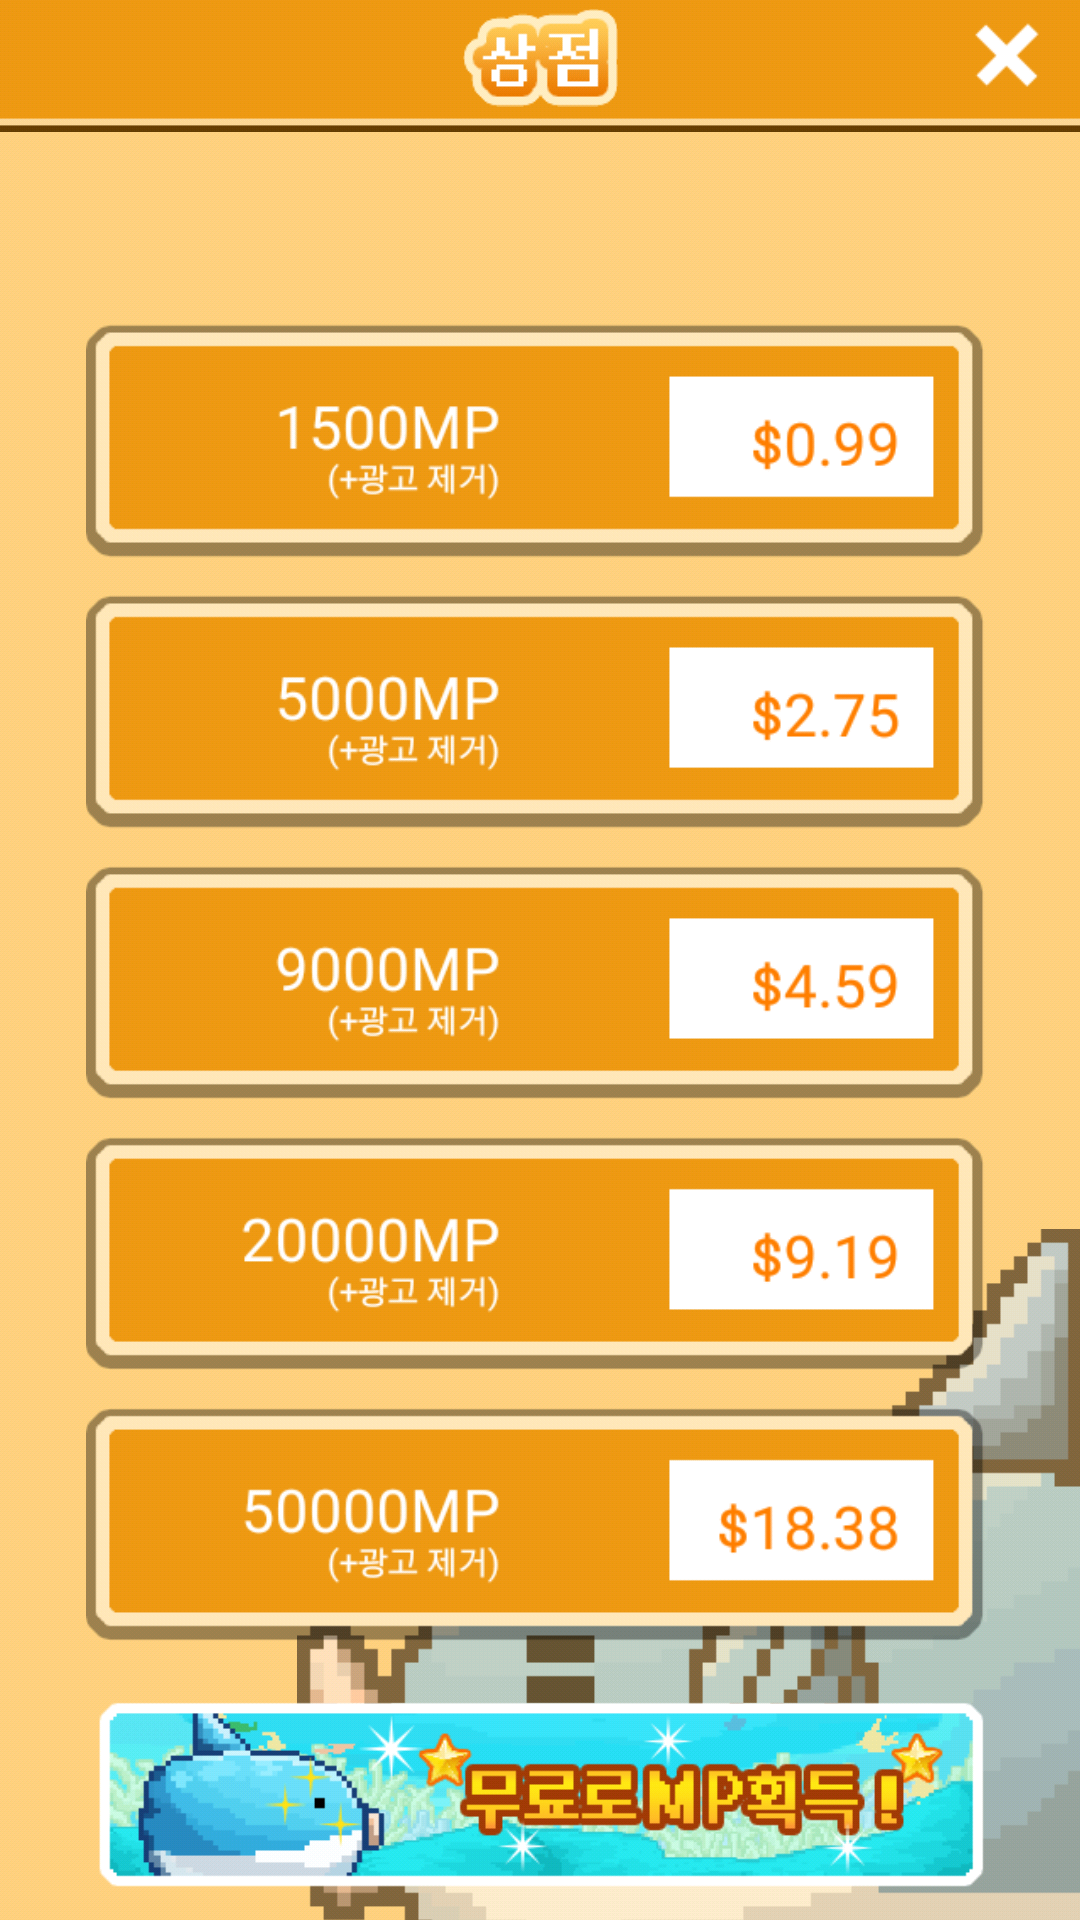 상점
1500MP
(+광고 제거)
$0.99
5000MP
(+광고 제거)
$2.75
9000MP
(+광고 제거)
$4.59
20000MP
(+광고 제거)
$9.19
50000MP
(+광고 제거)
$18.38
무료로MP획득!